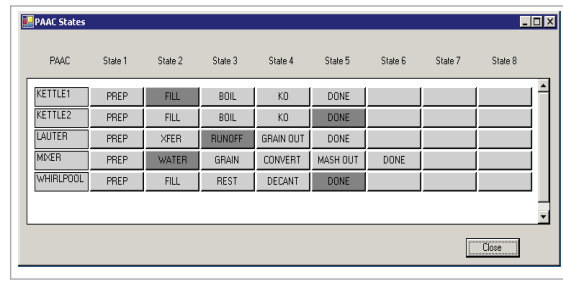 PAAC States
PAAC State 1 State 2 State 3 State 4 State 5 State 6 State 7 State 8
KETTLE1 PREP FILL BOIL KO DONE
KETTLE2 PREP FILL BOIL KO DONE
LAUTER PREP XFER RUNOFF GRAIN OUT DONE
MIXER PREP WATER GRAIN CONVERT MASH OUT DONE
WHIRLPOOL PREP FILL REST DECANT DONE
Close